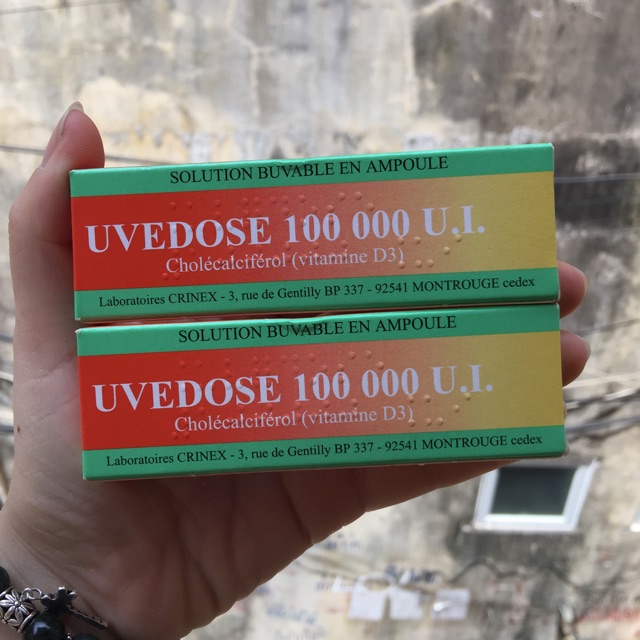 SOLUTION BUVABLE EN AMPOULE
UVEDOSE 100 000 U.I.
Cholécalciférol (vitamine D3)
Laboratoires CRINEX - 3, rue de Gentilly BP 337 - 92541 MONTROUGE cedex
SOLUTION BUVABLE EN AMPOULE
UVEDOSE 100 000 U.I.
Cholécalciférol (vitamine D3)
Laboratoires CRINEX - 3, rue de Gentilly BP 337 - 92541 MONTROUGE cedex